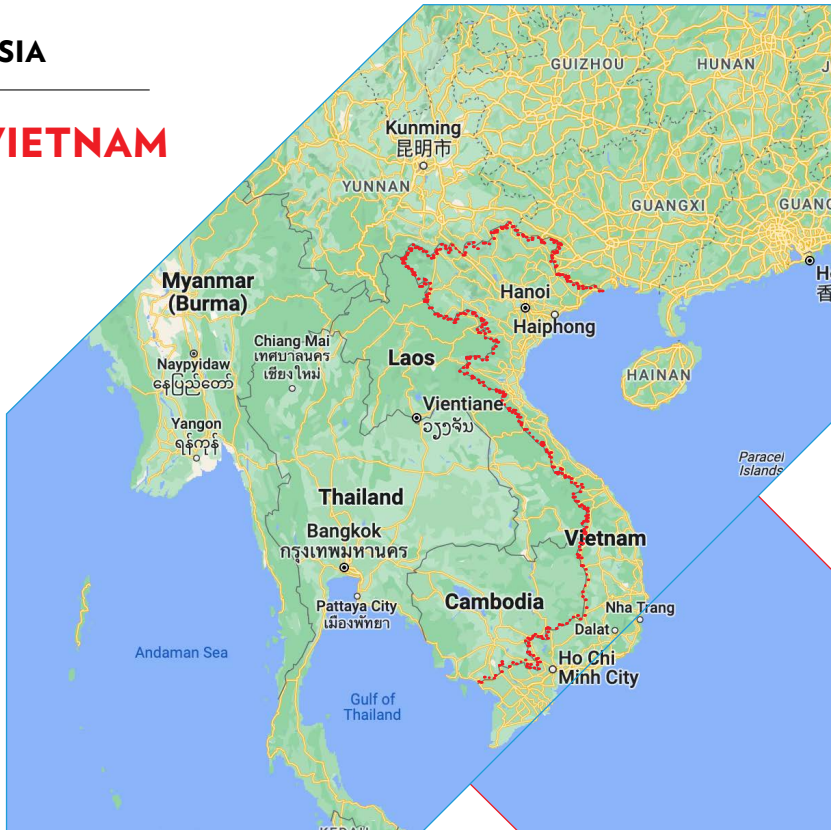 SIA
VIETNAM
GUIZHOU
HUNAN
J
Kunming
昆明市
YUNNAN
GUANGXI
GUANG
H
香
Myanmar
(Burma)
Hanoi
Haiphong
Chiang Mai
เทศบาลนคร
เชียงใหม่
Laos
Naypyidaw
နေပြည်တော်
HAINAN
Vientiane
ວຽງຈັນ
Yangon
ရန်ကုန်
Paracel
Islands
Thailand
Bangkok
กรุงเทพมหานคร
Vietnam
Cambodia
Pattaya City
เมืองพัทยา
Nha Trang
Dalat
Andaman Sea
Ho Chi
Minh City
Gulf of
Thailand
KEDAH